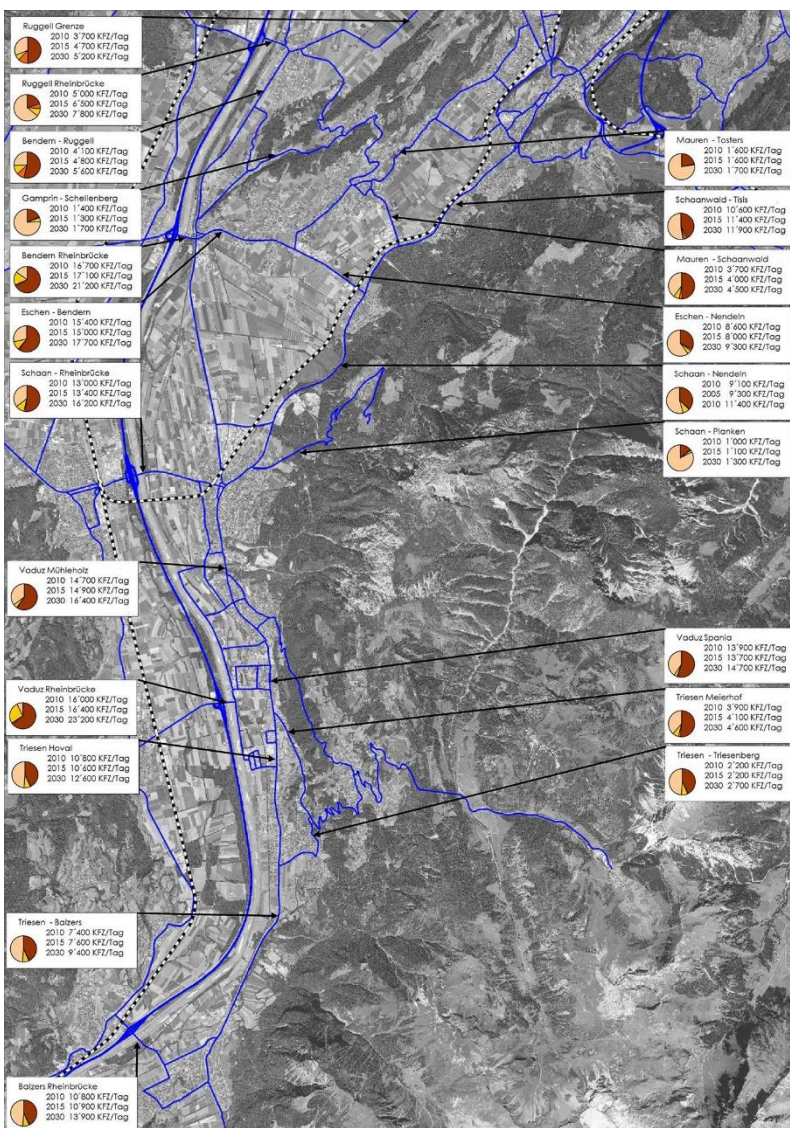 Ruggell Grenze
2010 3'700 KFZ/Tag
2015 4'700 KFZ/Tag
2030 5'200 KFZ/Tag
Ruggell Rheinbrücke
2010 5'000 KFZ/Tag
2015 6'500 KFZ/Tag
2030 7'800 KFZ/Tag
Bendern - Ruggell
2010 4'100 KFZ/Tag
2015 4'800 KFZ/Tag
2030 5'600 KFZ/Tag
Gamprin - Schellenberg
2010 1'400 KFZ/Tag
2015 1'300 KFZ/Tag
2030 1'700 KFZ/Tag
Bendern Rheinbrücke
2010 16'700 KFZ/Tag
2015 17'100 KFZ/Tag
2030 21'200 KFZ/Tag
Eschen - Bendern
2010 15'400 KFZ/Tag
2015 15'000 KFZ/Tag
2030 17'700 KFZ/Tag
Schaan - Rheinbrücke
2010 13'000 KFZ/Tag
2015 13'400 KFZ/Tag
2030 16'200 KFZ/Tag
Vaduz Mühleholz
2010 14'700 KFZ/Tag
2015 14'900 KFZ/Tag
2030 16'400 KFZ/Tag
Vaduz Rheinbrücke
2010 16'000 KFZ/Tag
2015 16'400 KFZ/Tag
2030 23'200 KFZ/Tag
Triesen Hoval
2010 10'800 KFZ/Tag
2015 10'600 KFZ/Tag
2030 12'600 KFZ/Tag
Triesen - Balzers
2010 7'400 KFZ/Tag
2015 7'600 KFZ/Tag
2030 9'400 KFZ/Tag
Balzers Rheinbrücke
2010 10'800 KFZ/Tag
2015 10'900 KFZ/Tag
2030 13'900 KFZ/Tag
Mauren - Tosters
2010 1'600 KFZ/Tag
2015 1'600 KFZ/Tag
2030 1'700 KFZ/Tag
Schaanwald - Tisis
2010 10'600 KFZ/Tag
2015 11'400 KFZ/Tag
2030 11'900 KFZ/Tag
Mauren - Schaanwald
2010 3'700 KFZ/Tag
2015 4'000 KFZ/Tag
2030 4'500 KFZ/Tag
Eschen - Nendeln
2010 8'600 KFZ/Tag
2015 8'000 KFZ/Tag
2030 9'300 KFZ/Tag
Schaan - Nendeln
2010 9'100 KFZ/Tag
2005 9'300 KFZ/Tag
2010 11'400 KFZ/Tag
Schaan - Planken
2010 1'000 KFZ/Tag
2015 1'100 KFZ/Tag
2030 1'300 KFZ/Tag
Vaduz Spania
2010 13'900 KFZ/Tag
2015 13'700 KFZ/Tag
2030 14'700 KFZ/Tag
Triesen Meierhof
2010 3'900 KFZ/Tag
2015 4'100 KFZ/Tag
2030 4'600 KFZ/Tag
Triesen - Triesenberg
2010 2'200 KFZ/Tag
2015 2'200 KFZ/Tag
2030 2'700 KFZ/Tag